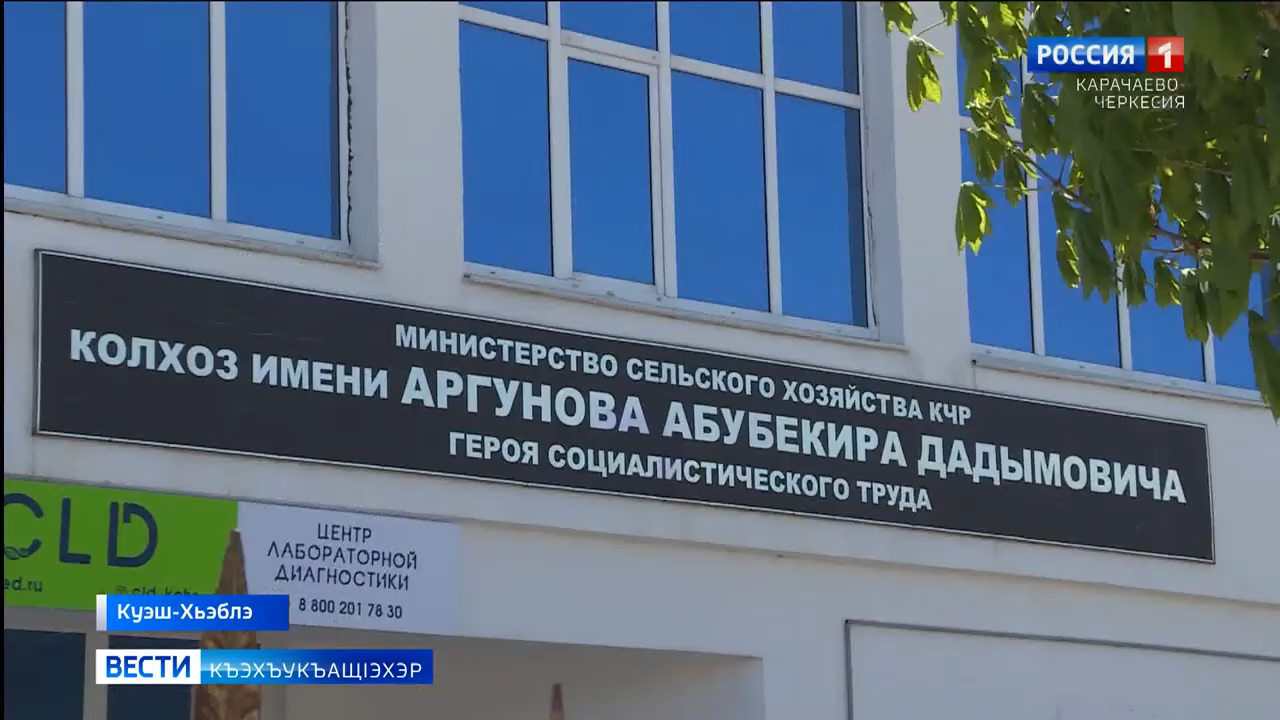 РОССИЯ 1
КАРАЧАЕВО
ЧЕРКЕСИЯ
МИНИСТЕРСТВО СЕЛЬСКОГО ХОЗЯЙСТВА КЧР
КОЛХОЗ ИМЕНИ АРГУНОВА АБУБЕКИРА ДАДЫМОВИЧА
ГЕРОЯ СОЦИАЛИСТИЧЕСКОГО ТРУДА
CLD
ЦЕНТР
ЛАБОРАТОРНОЙ
ДИАГНОСТИКИ
8 800 201 78 30
Куэш-Хьэблэ
ВЕСТИ КЪЭХЪУКЪАЩIЭХЭР